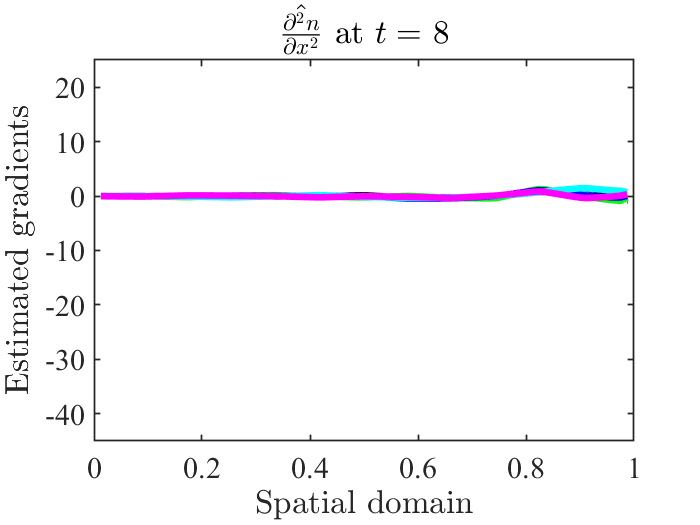 ∂²n̂/∂x² at t = 8
Estimated gradients
20
10
0
-10
-20
-30
-40
0 0.2 0.4 0.6 0.8 1
Spatial domain